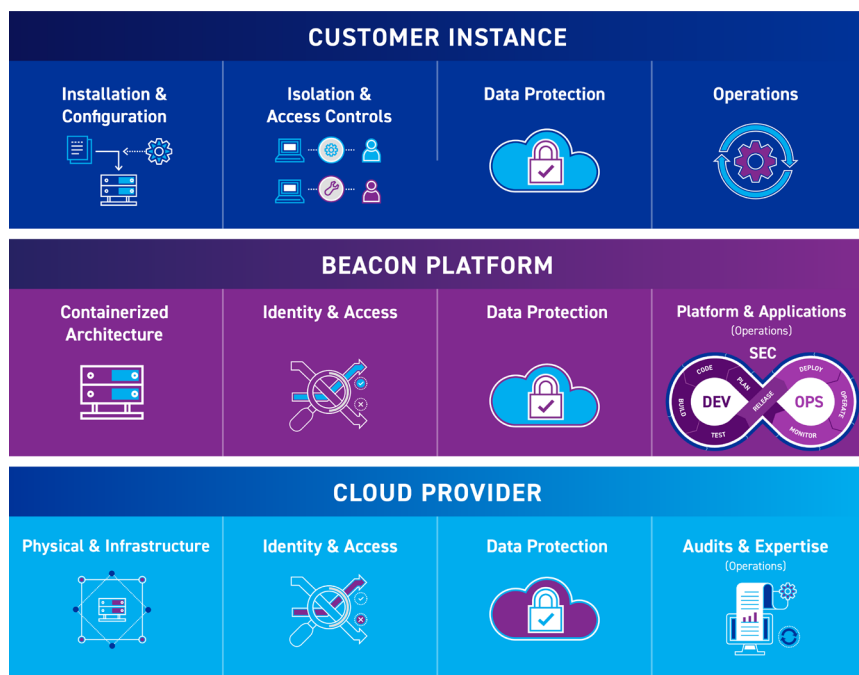 CUSTOMER INSTANCE
Installation &
Configuration
Isolation &
Access Controls
Data Protection
Operations
BEACON PLATFORM
Containerized
Architecture
Identity & Access
Data Protection
Platform & Applications
(Operations)
SEC
DEV
CODE
PLAN
BUILD
TEST
RELEASE
OPS
DEPLOY
OPERATE
MONITOR
CLOUD PROVIDER
Physical & Infrastructure
Identity & Access
Data Protection
Audits & Expertise
(Operations)